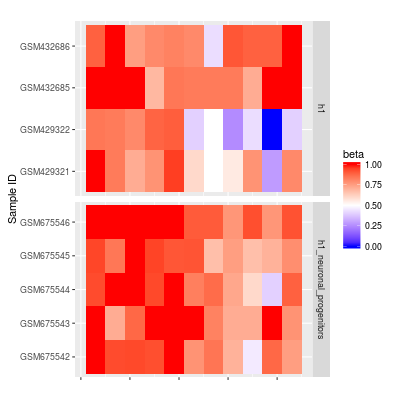 Sample ID
GSM432686
GSM432685
GSM429322
GSM429321
h1
GSM675546
GSM675545
GSM675544
GSM675543
GSM675542
h1_neuronal_progenitors
beta
1.00
0.75
0.50
0.25
0.00